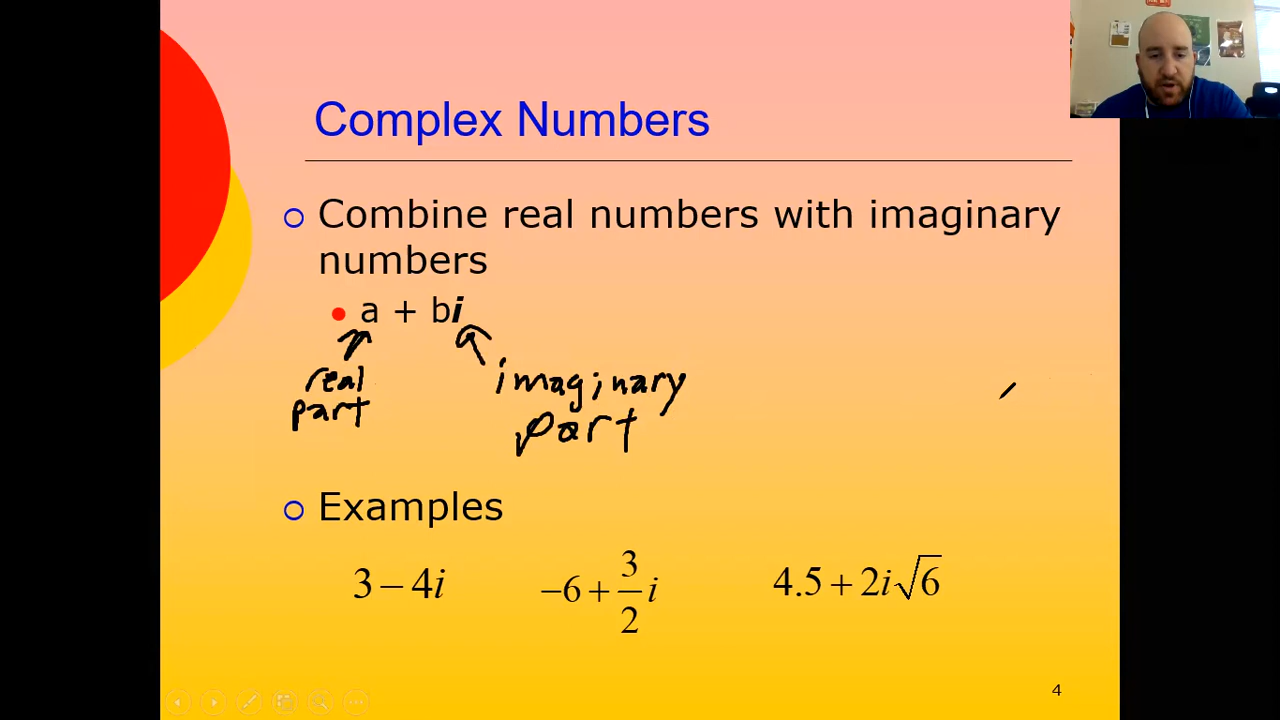 Complex Numbers
Combine real numbers with imaginary
numbers
a + bi
real
part
imaginary
part
Examples
3 − 4i
−6 + 3/2 i
4.5 + 2i√6
4